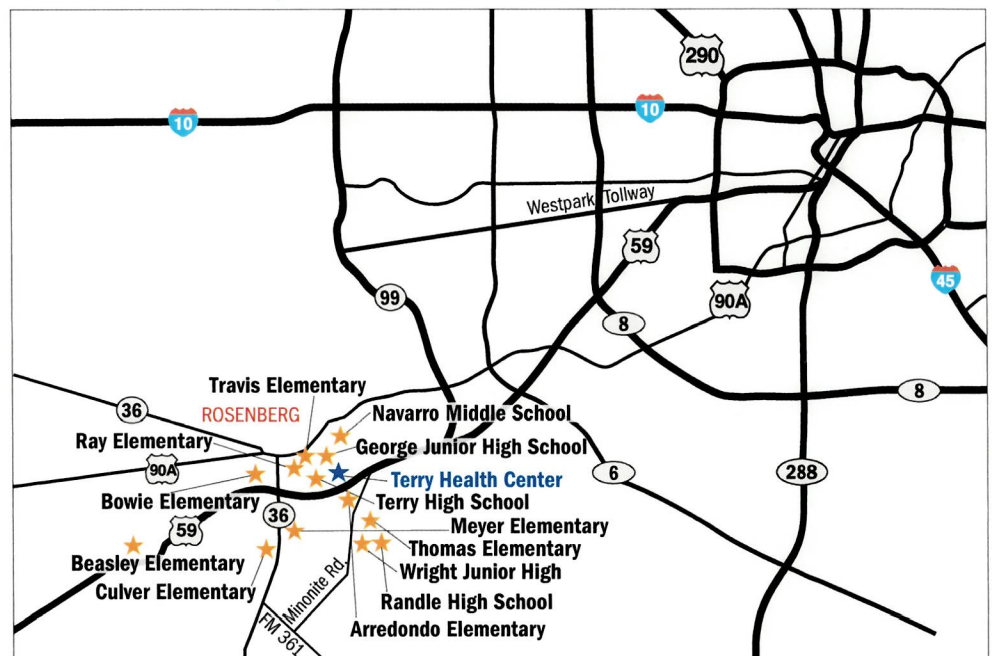 290
10
10
Westpark Tollway
59
99
90A
45
8
8
Travis Elementary
36
ROSENBERG
Navarro Middle School
Ray Elementary
George Junior High School
90A
Terry Health Center
6
288
Bowie Elementary
Terry High School
36
59
Meyer Elementary
Thomas Elementary
Beasley Elementary
Wright Junior High
Culver Elementary
Randle High School
Minonite Rd.
FM 361
Arredondo Elementary